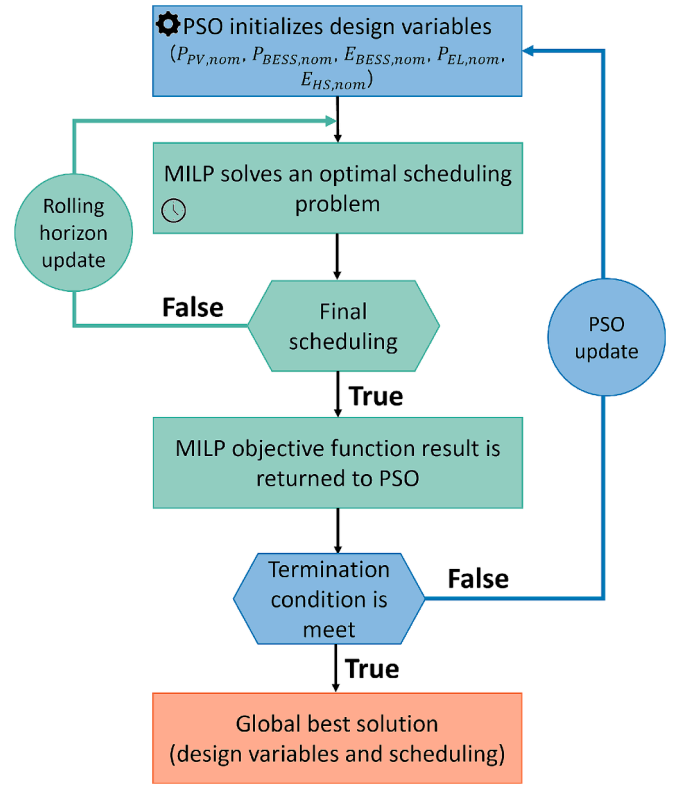 PSO initializes design variables
(P_{PV,nom}, P_{BESS,nom}, E_{BESS,nom}, P_{EL,nom},
E_{HS,nom})
MILP solves an optimal scheduling
problem
Rolling
horizon
update
False
Final
scheduling
PSO
update
True
MILP objective function result is
returned to PSO
Termination
condition is
meet
False
True
Global best solution
(design variables and scheduling)